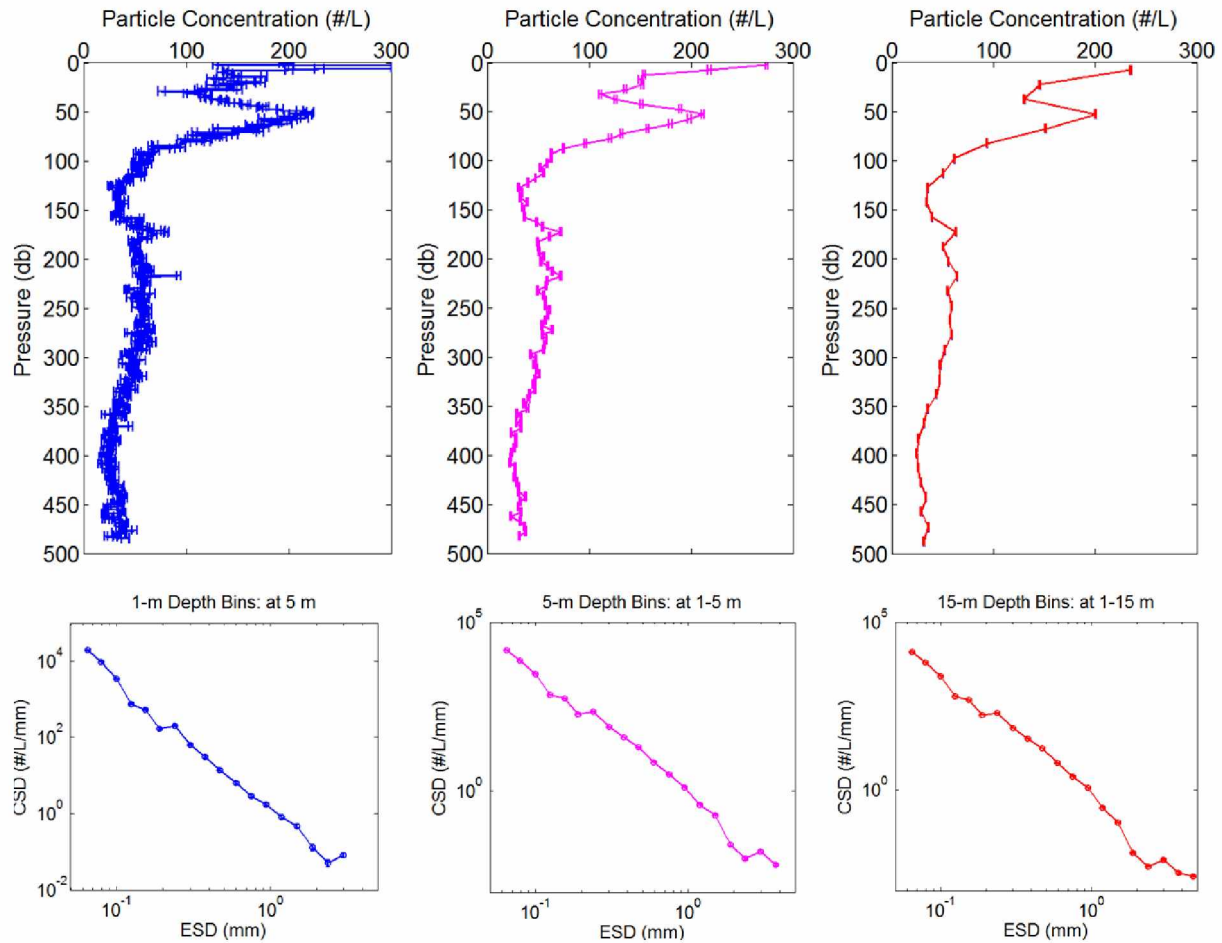 Particle Concentration (#/L) Particle Concentration (#/L) Particle Concentration (#/L)
0 100 200 300 0 100 200 300 0 100 200 300
0 0 0
50 50 50
100 100 100
150 150 150
200 200 200
250 250 250
300 300 300
350 350 350
400 400 400
450 450 450
500 500 500
Pressure (db) Pressure (db) Pressure (db)
1-m Depth Bins: at 5 m 5-m Depth Bins: at 1-5 m 15-m Depth Bins: at 1-15 m
10^4 10^5 10^5
10^2
10^0 10^0 10^0
10^-2
CSD (#/L/mm) CSD (#/L/mm) CSD (#/L/mm)
10^-1 10^0 10^-1 10^0 10^-1 10^0
ESD (mm) ESD (mm) ESD (mm)